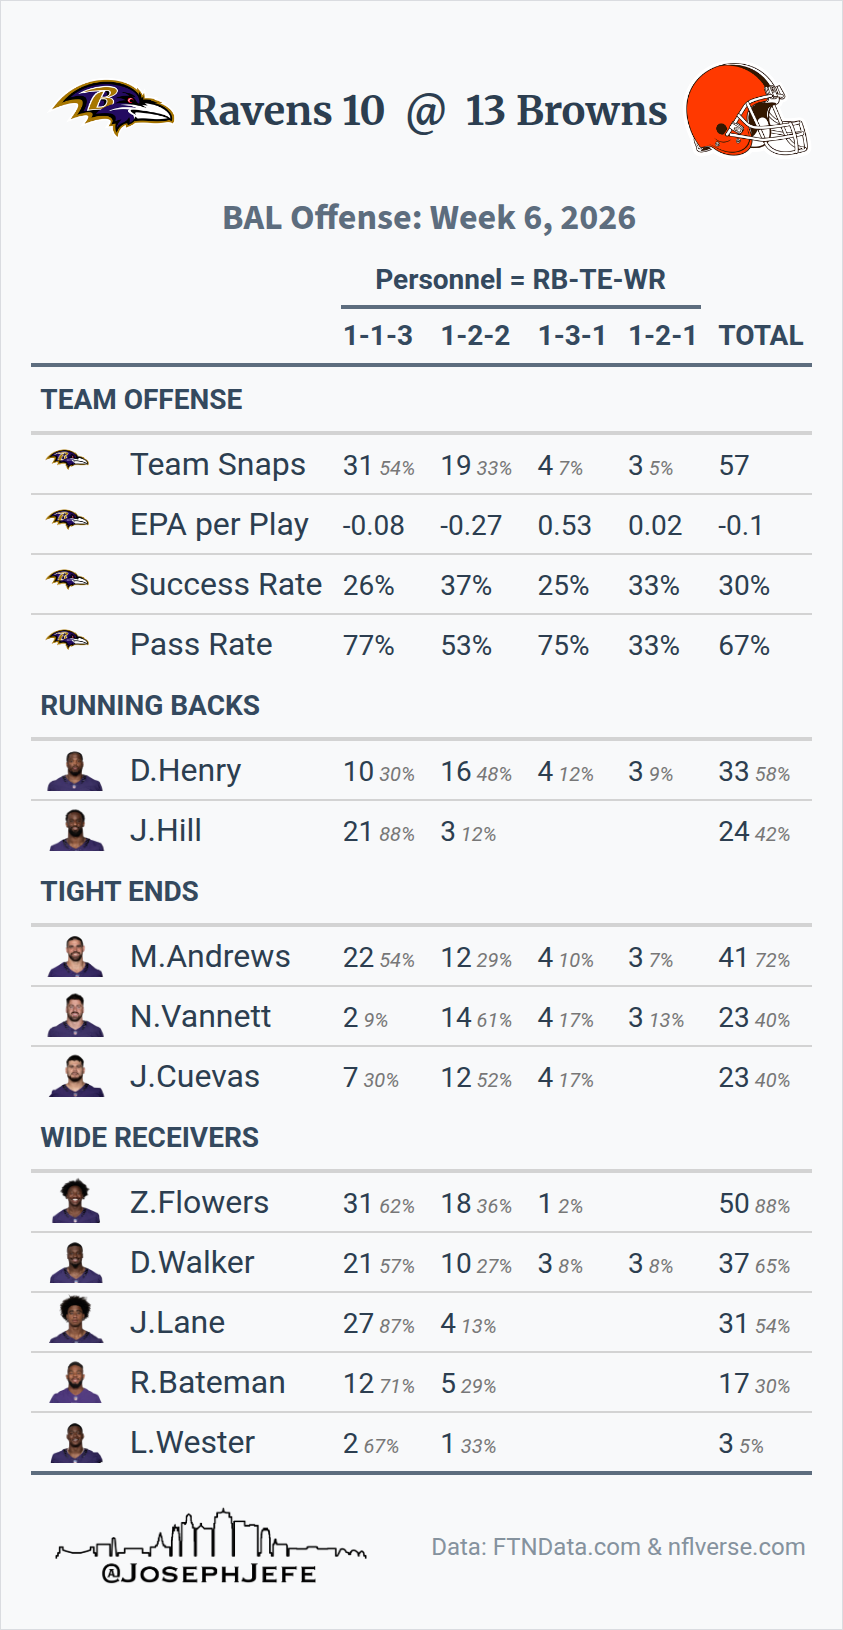 Ravens 10 @ 13 Browns
BAL Offense: Week 6, 2026
Personnel = RB-TE-WR
1-1-3 1-2-2 1-3-1 1-2-1 TOTAL
TEAM OFFENSE
Team Snaps 31 54% 19 33% 4 7% 3 5% 57
EPA per Play -0.08 -0.27 0.53 0.02 -0.1
Success Rate 26% 37% 25% 33% 30%
Pass Rate 77% 53% 75% 33% 67%
RUNNING BACKS
D.Henry 10 30% 16 48% 4 12% 3 9% 33 58%
J.Hill 21 88% 3 12% 24 42%
TIGHT ENDS
M.Andrews 22 54% 12 29% 4 10% 3 7% 41 72%
N.Vannett 2 9% 14 61% 4 17% 3 13% 23 40%
J.Cuevas 7 30% 12 52% 4 17% 23 40%
WIDE RECEIVERS
Z.Flowers 31 62% 18 36% 1 2% 50 88%
D.Walker 21 57% 10 27% 3 8% 3 8% 37 65%
J.Lane 27 87% 4 13% 31 54%
R.Bateman 12 71% 5 29% 17 30%
L.Wester 2 67% 1 33% 3 5%
@JosephJefe
Data: FTNData.com & nflverse.com